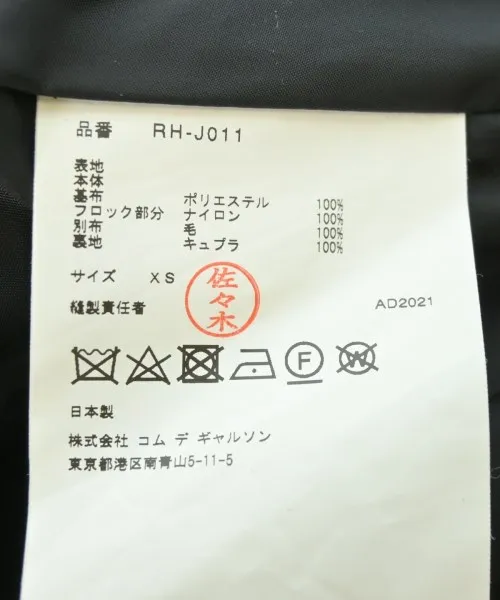 品番 RH-J011
表地
本体
基布 ポリエステル 100%
フロック部分 ナイロン 100%
別布 毛 100%
裏地 キュプラ 100%
サイズ XS
佐々木
縫製責任者 AD2021
F W
日本製
株式会社 コム デ ギャルソン
東京都港区南青山5-11-5